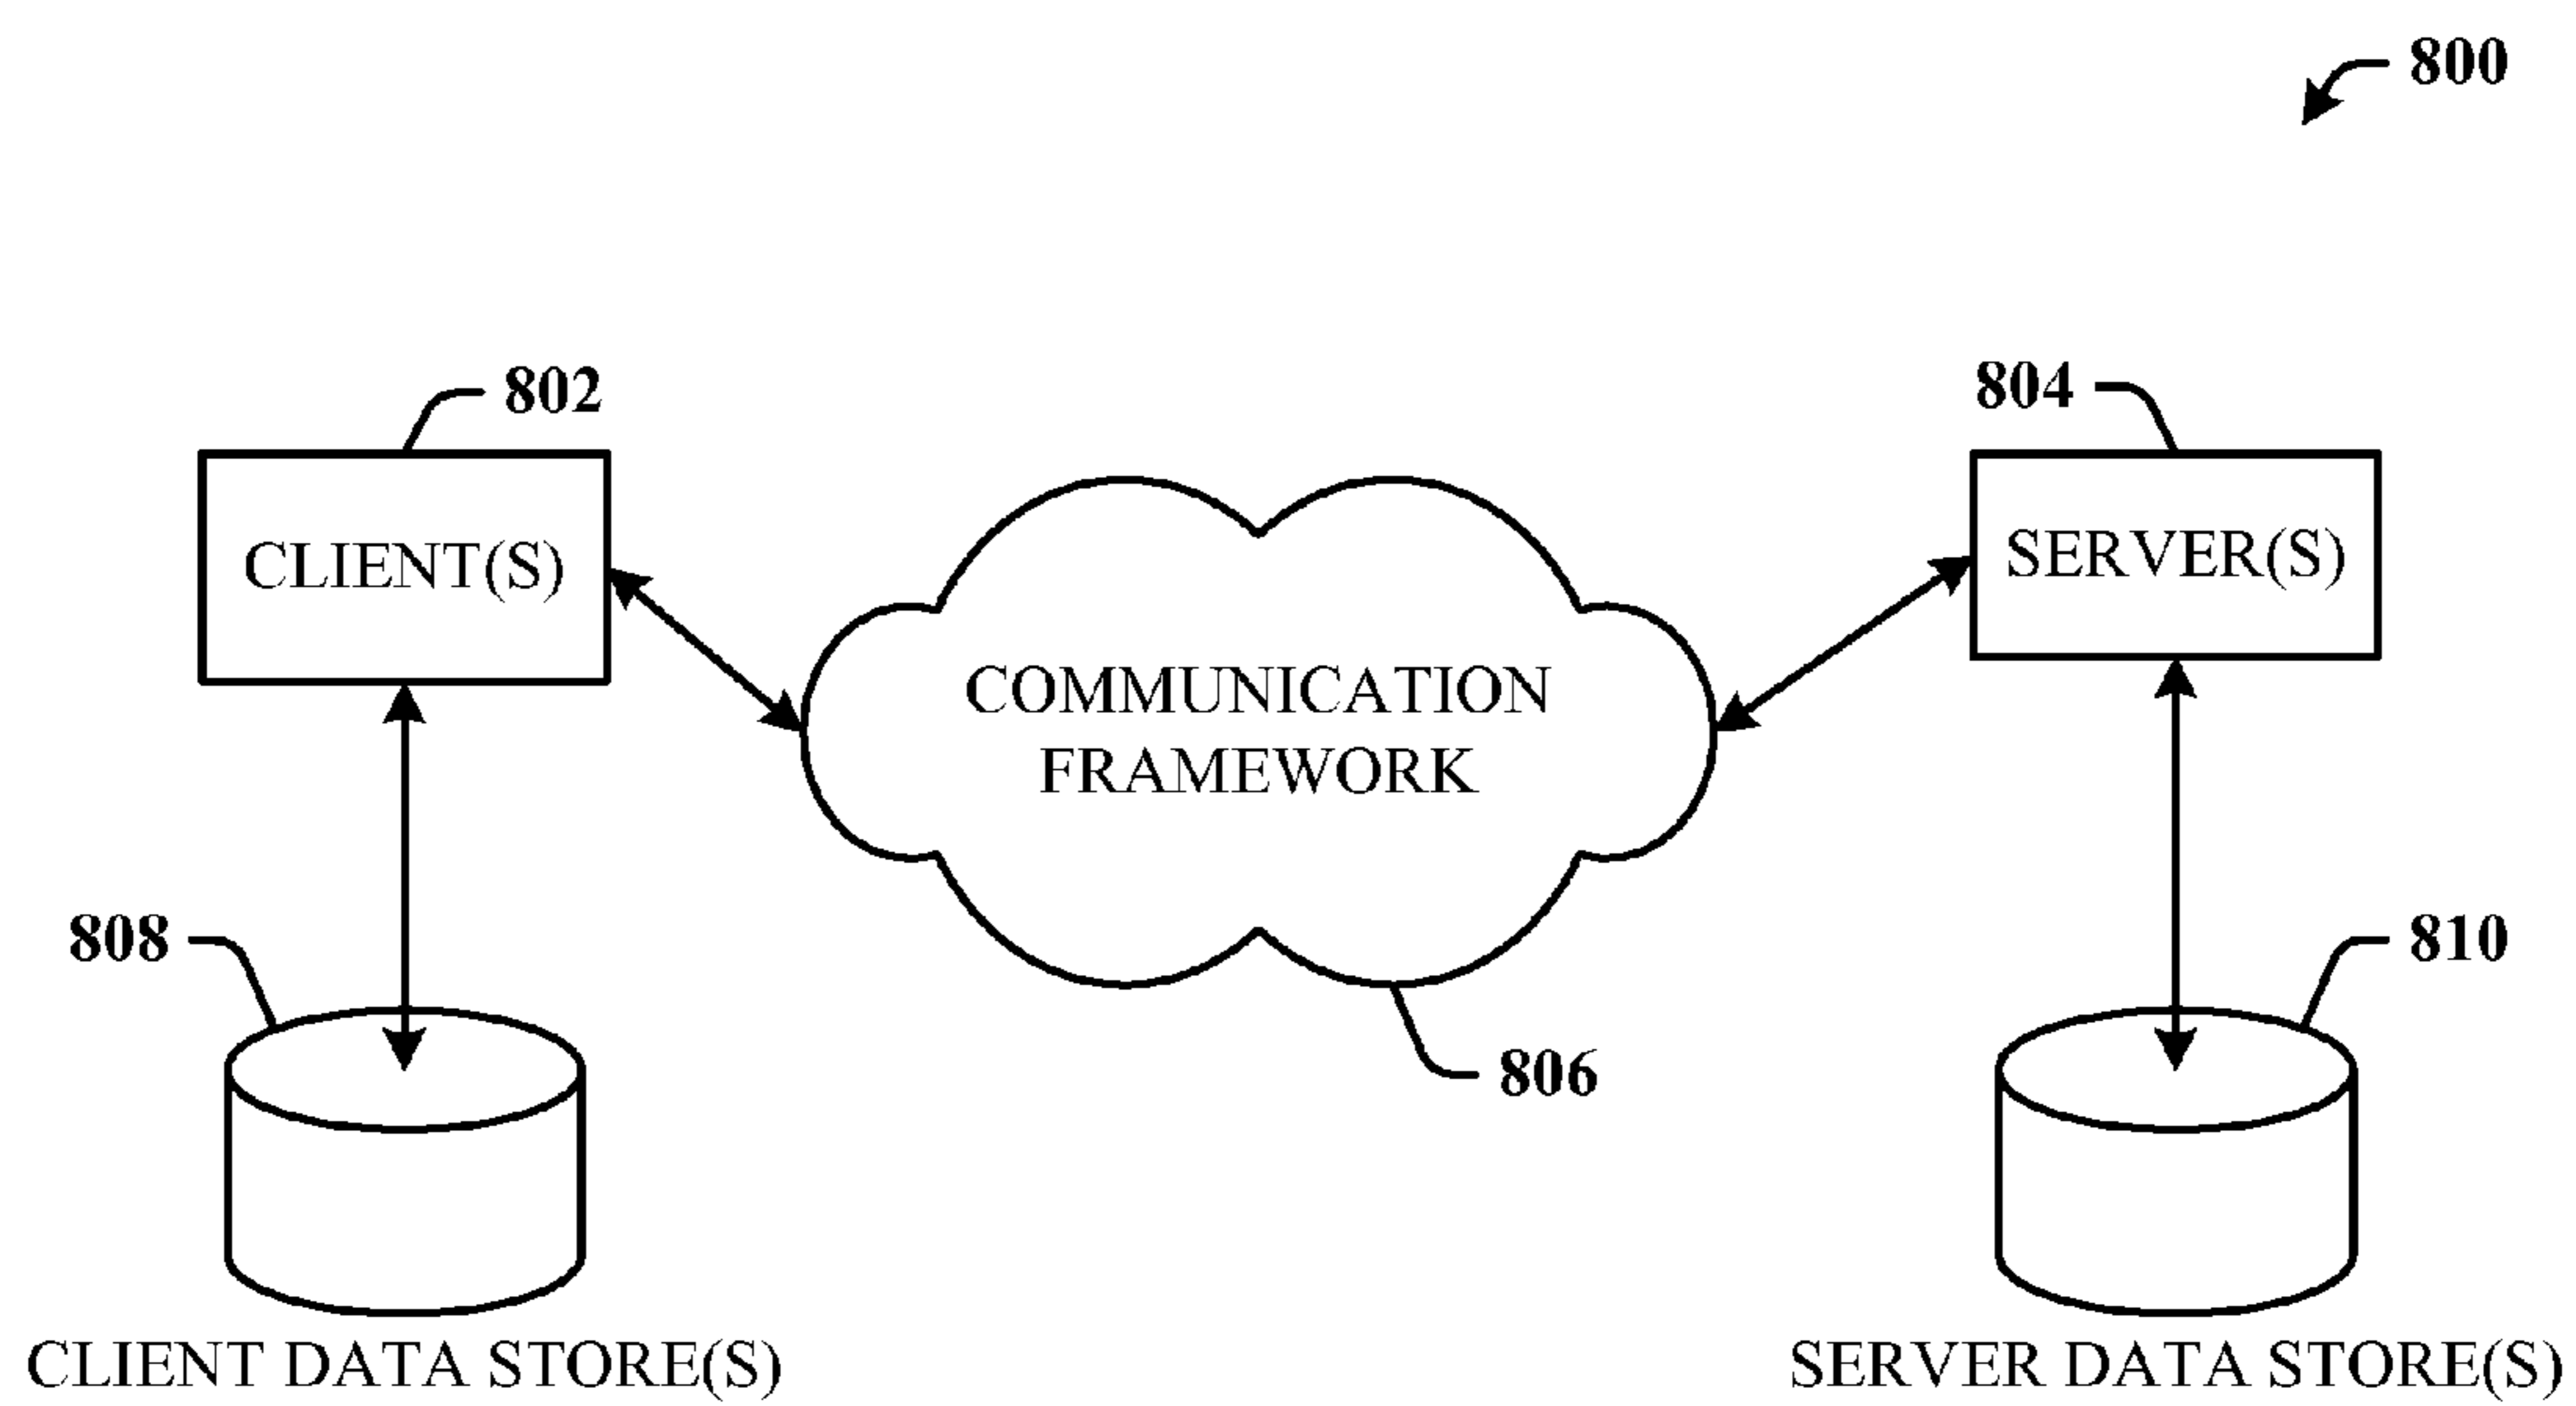 800
802
804
CLIENT(S)
SERVER(S)
COMMUNICATION
FRAMEWORK
808
810
806
CLIENT DATA STORE(S)
SERVER DATA STORE(S)